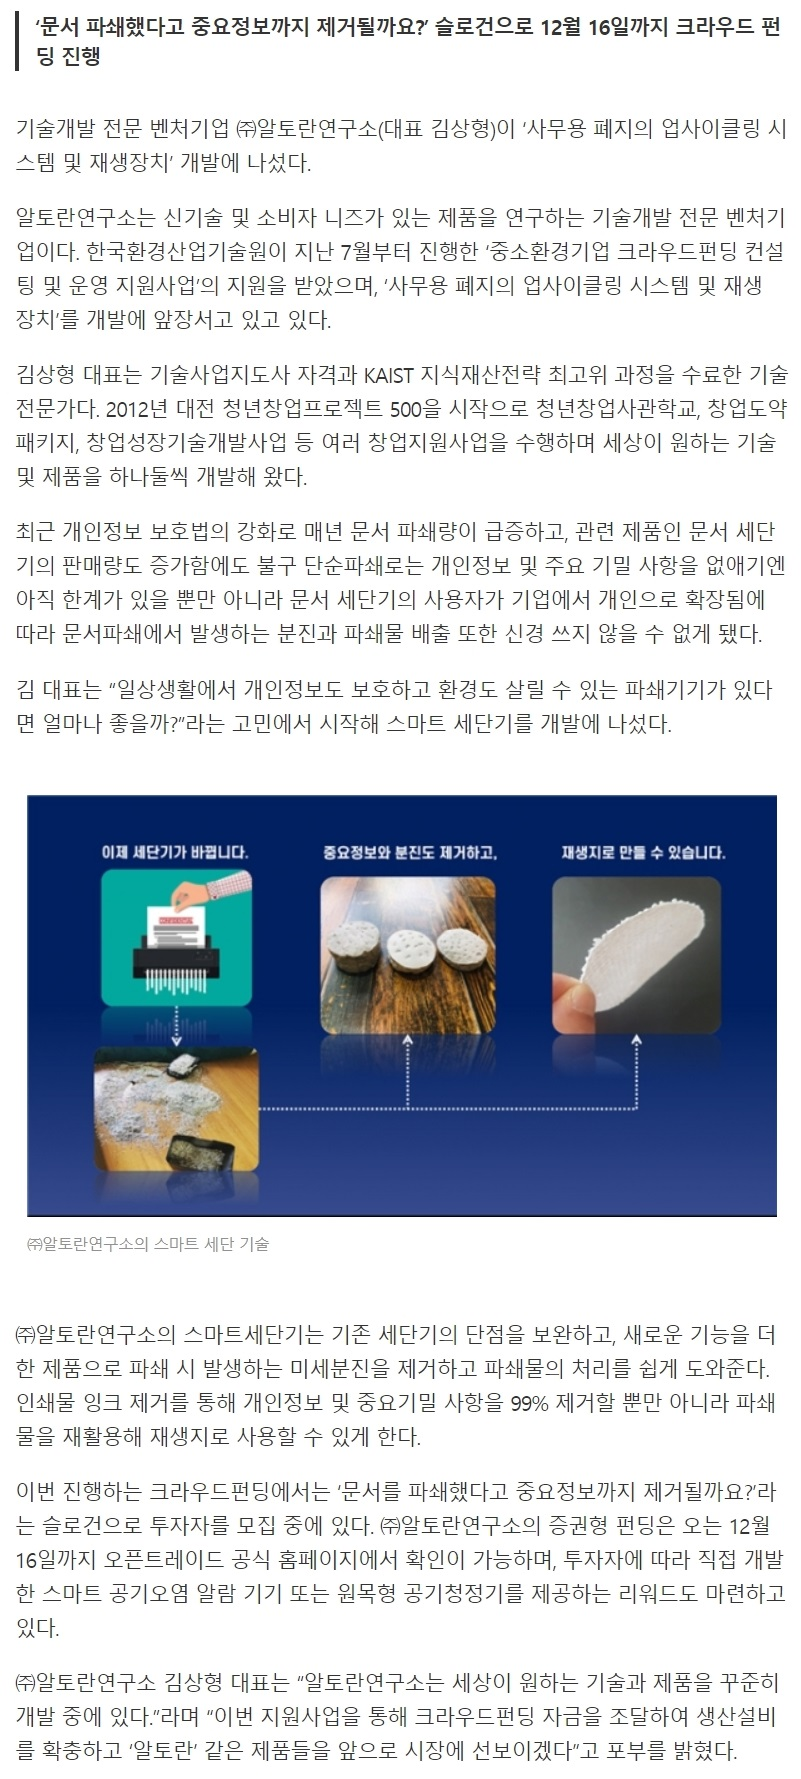 ‘문서 파쇄했다고 중요정보까지 제거될까요?’ 슬로건으로 12월 16일까지 크라우드 펀
딩 진행
기술개발 전문 벤처기업 ㈜알토란연구소(대표 김상형)이 ‘사무용 폐지의 업사이클링 시
스템 및 재생장치’ 개발에 나섰다.
알토란연구소는 신기술 및 소비자 니즈가 있는 제품을 연구하는 기술개발 전문 벤처기
업이다. 한국환경산업기술원이 지난 7월부터 진행한 ‘중소환경기업 크라우드펀딩 컨설
팅 및 운영 지원사업’의 지원을 받았으며, ‘사무용 폐지의 업사이클링 시스템 및 재생
장치’를 개발에 앞장서고 있고 있다.
김상형 대표는 기술사업지도사 자격과 KAIST 지식재산전략 최고위 과정을 수료한 기술
전문가다. 2012년 대전 청년창업프로젝트 500을 시작으로 청년창업사관학교, 창업도약
패키지, 창업성장기술개발사업 등 여러 창업지원사업을 수행하며 세상이 원하는 기술
및 제품을 하나둘씩 개발해 왔다.
최근 개인정보 보호법의 강화로 매년 문서 파쇄량이 급증하고, 관련 제품인 문서 세단
기의 판매량도 증가함에도 불구 단순파쇄로는 개인정보 및 주요 기밀 사항을 없애기엔
아직 한계가 있을 뿐만 아니라 문서 세단기의 사용자가 기업에서 개인으로 확장됨에
따라 문서파쇄에서 발생하는 분진과 파쇄물 배출 또한 신경 쓰지 않을 수 없게 됐다.
김 대표는 “일상생활에서 개인정보도 보호하고 환경도 살릴 수 있는 파쇄기기가 있다
면 얼마나 좋을까?”라는 고민에서 시작해 스마트 세단기를 개발에 나섰다.
이제 세단기가 바뀝니다.
중요정보와 분진도 제거하고,
재생지로 만들 수 있습니다.
㈜알토란연구소의 스마트 세단 기술
㈜알토란연구소의 스마트세단기는 기존 세단기의 단점을 보완하고, 새로운 기능을 더
한 제품으로 파쇄 시 발생하는 미세분진을 제거하고 파쇄물의 처리를 쉽게 도와준다.
인쇄물 잉크 제거를 통해 개인정보 및 중요기밀 사항을 99% 제거할 뿐만 아니라 파쇄
물을 재활용해 재생지로 사용할 수 있게 한다.
이번 진행하는 크라우드펀딩에서는 ‘문서를 파쇄했다고 중요정보까지 제거될까요?’라
는 슬로건으로 투자자를 모집 중에 있다. ㈜알토란연구소의 증권형 펀딩은 오는 12월
16일까지 오픈트레이드 공식 홈페이지에서 확인이 가능하며, 투자자에 따라 직접 개발
한 스마트 공기오염 알람 기기 또는 원목형 공기청정기를 제공하는 리워드도 마련하고
있다.
㈜알토란연구소 김상형 대표는 “알토란연구소는 세상이 원하는 기술과 제품을 꾸준히
개발 중에 있다.”라며 “이번 지원사업을 통해 크라우드펀딩 자금을 조달하여 생산설비
를 확충하고 ‘알토란’ 같은 제품들을 앞으로 시장에 선보이겠다”고 포부를 밝혔다.